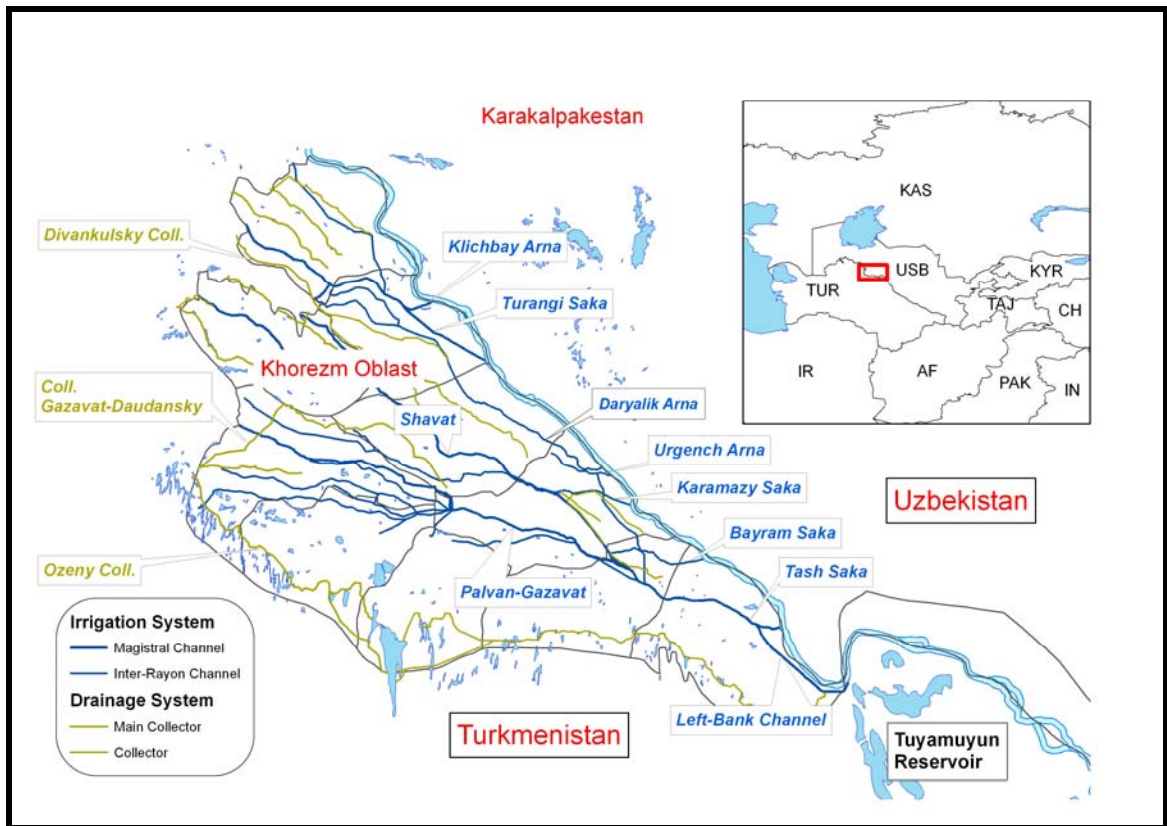 Karakalpakestan
KAS
USB
KYR
TUR
TAJ
CH
IR
AF
PAK
IN
Divankulsky Coll.
Klichbay Arna
Turangi Saka
Khorezm Oblast
Coll.
Gazavat-Daudansky
Shavat
Daryalik Arna
Urgench Arna
Karamazy Saka
Uzbekistan
Bayram Saka
Tash Saka
Ozeny Coll.
Palvan-Gazavat
Irrigation System
Magistral Channel
Inter-Rayon Channel
Drainage System
Main Collector
Collector
Turkmenistan
Left-Bank Channel
Tuyamuyun
Reservoir